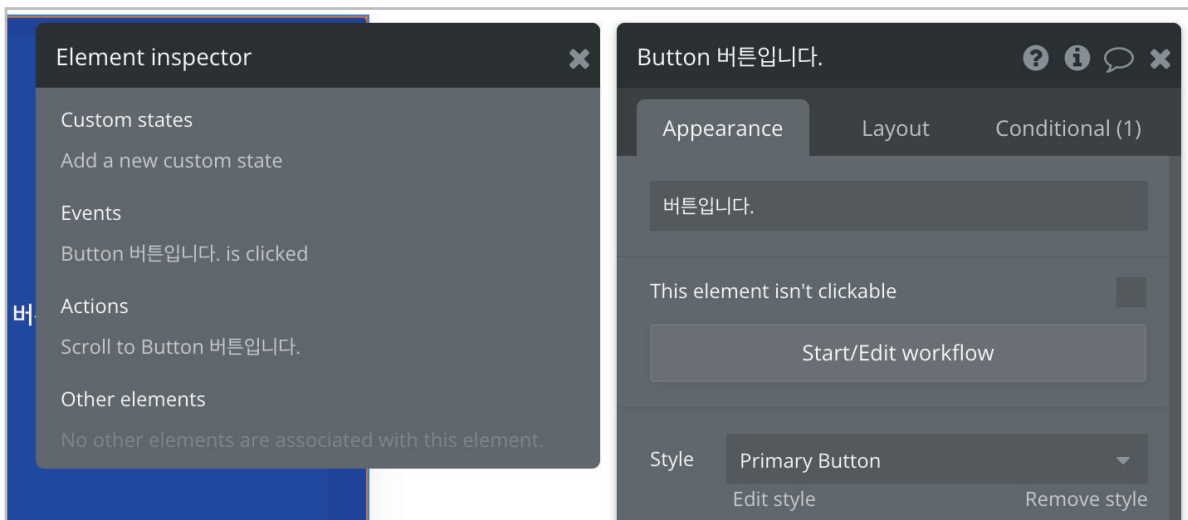 Element inspector
Custom states
Add a new custom state
Events
Button 버튼입니다. is clicked
Actions
Scroll to Button 버튼입니다.
Other elements
No other elements are associated with this element.
버
Button 버튼입니다.
Appearance Layout Conditional (1)
버튼입니다.
This element isn't clickable
Start/Edit workflow
Style Primary Button
Edit style Remove style